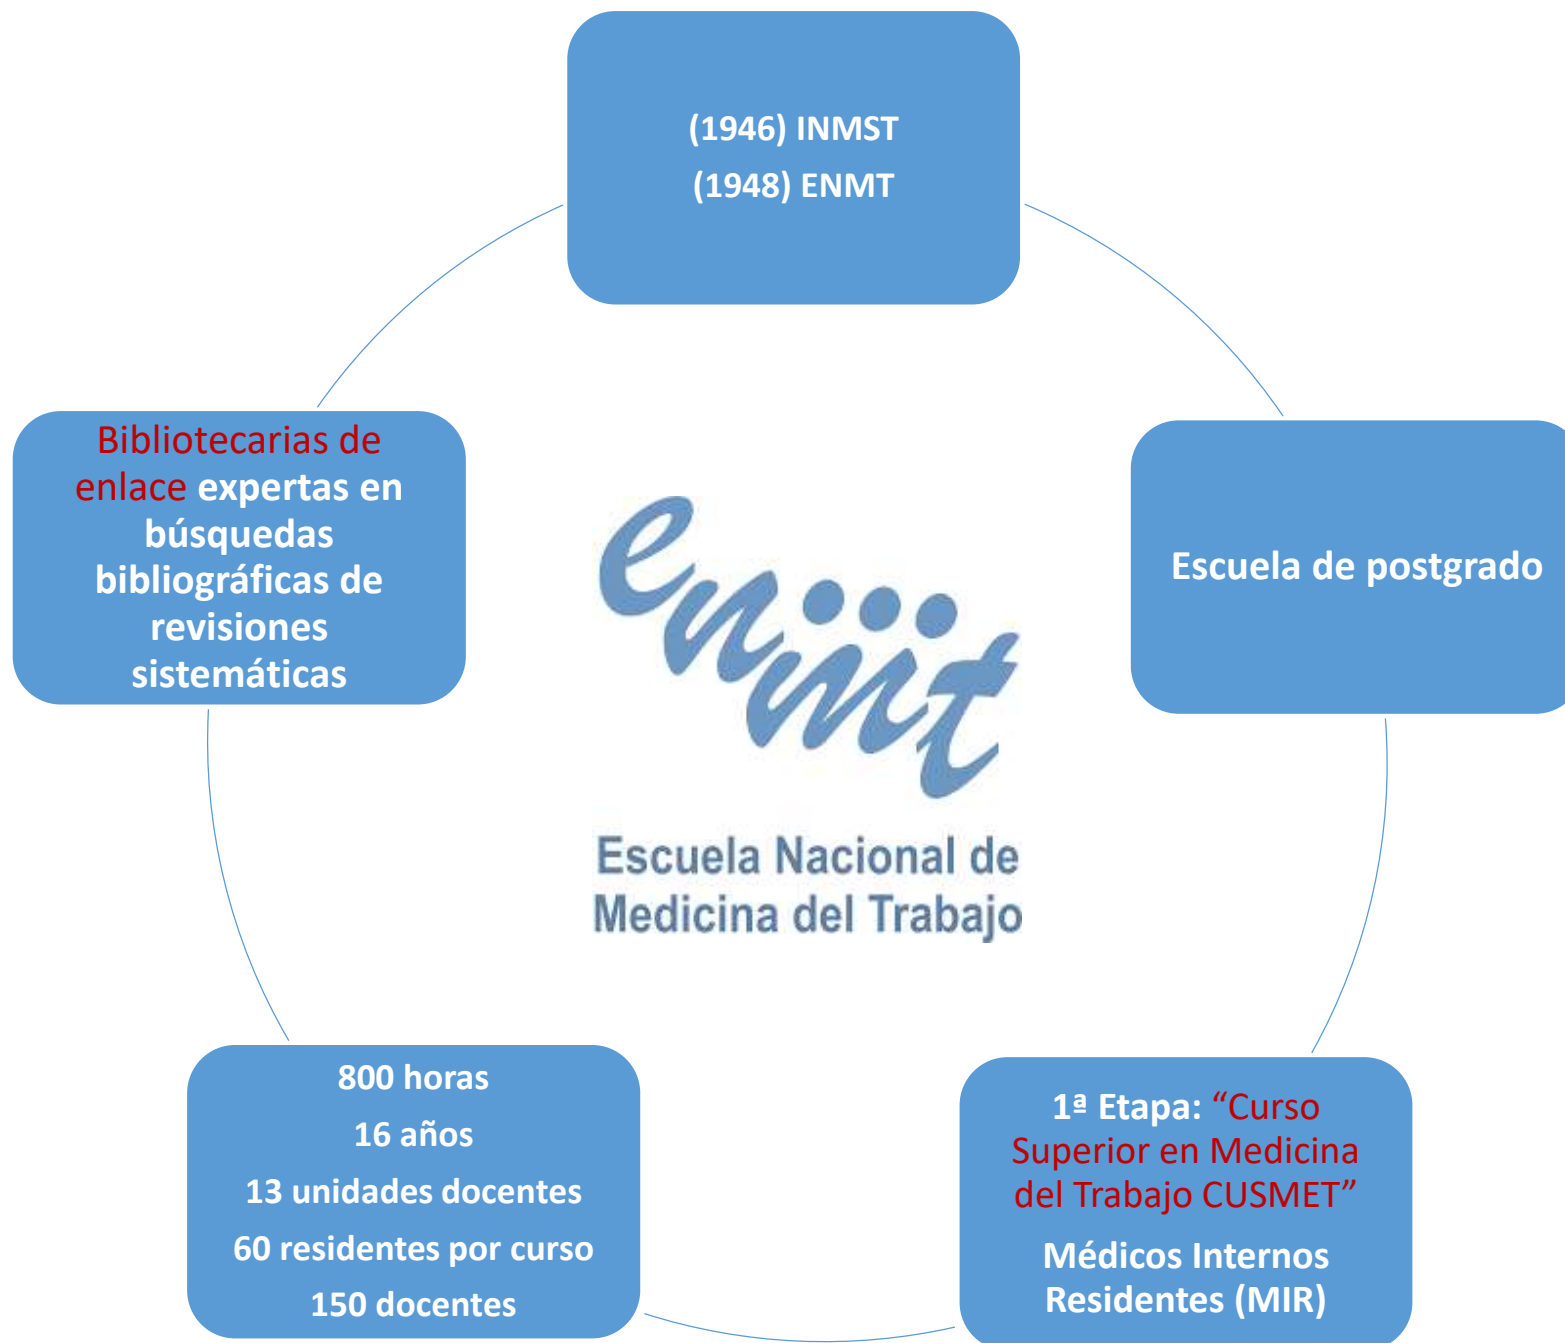 (1946) INMST
(1948) ENMT
Escuela de postgrado
1ª Etapa: “Curso
Superior en Medicina
del Trabajo CUSMET”
Médicos Internos
Residentes (MIR)
800 horas
16 años
13 unidades docentes
60 residentes por curso
150 docentes
Bibliotecarias de
enlace expertas en
búsquedas
bibliográficas de
revisiones
sistemáticas
enmt
Escuela Nacional de
Medicina del Trabajo